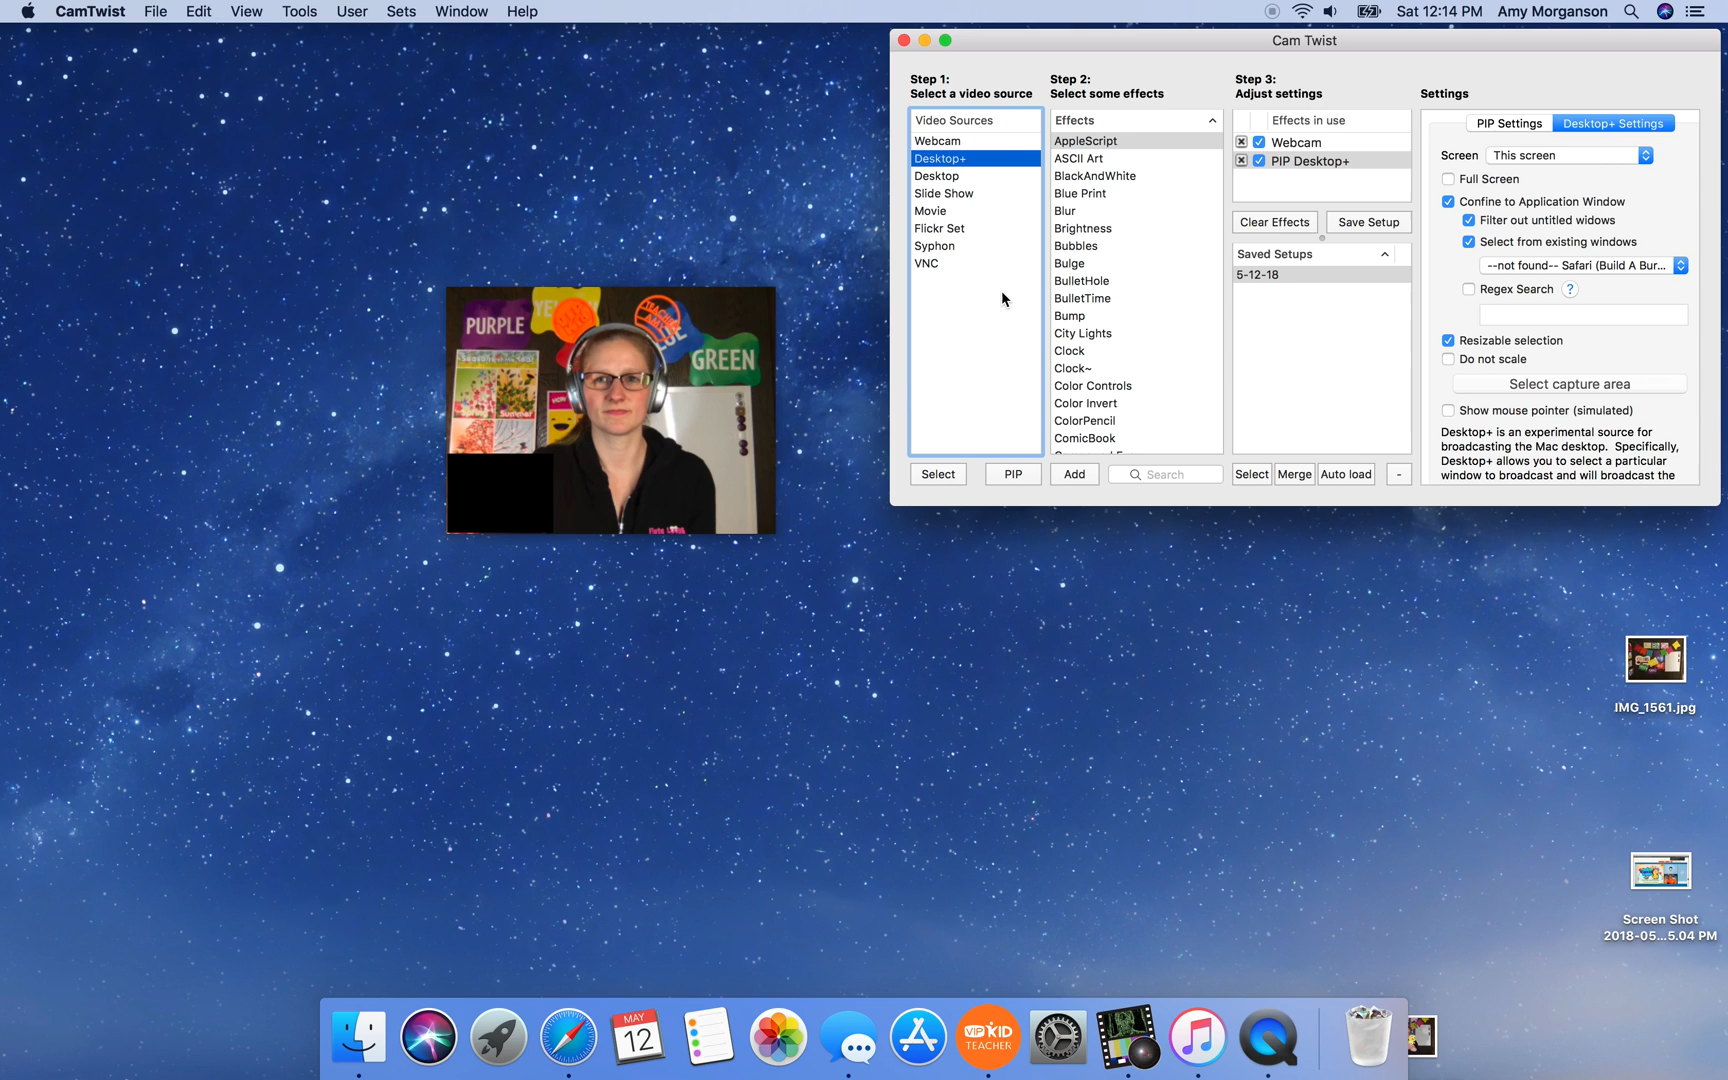 CamTwist File Edit View Tools User Sets Window Help Sat 12:14 PM Amy Morganson
Cam Twist
Step 1:
Select a video source
Step 2:
Select some effects
Step 3:
Adjust settings
Settings
Video Sources
Webcam
Desktop+
Desktop
Slide Show
Movie
Flickr Set
Syphon
VNC
Select PIP
Effects
AppleScript
ASCII Art
BlackAndWhite
Blue Print
Blur
Brightness
Bubbles
Bulge
BulletHole
BulletTime
Bump
City Lights
Clock
Clock~
Color Controls
Color Invert
ColorPencil
ComicBook
Add Search
Effects in use
Webcam
PIP Desktop+
Clear Effects Save Setup
Saved Setups
5-12-18
Select Merge Auto load -
PIP Settings Desktop+ Settings
Screen This screen
Full Screen
Confine to Application Window
Filter out untitled widows
Select from existing windows
--not found-- Safari (Build A Bur...
Regex Search ?
Resizable selection
Do not scale
Select capture area
Show mouse pointer (simulated)
Desktop+ is an experimental source for
broadcasting the Mac desktop. Specifically,
Desktop+ allows you to select a particular
window to broadcast and will broadcast the
PURPLE
GREEN
Summer
IMG_1561.jpg
Screen Shot
2018-05...5.04 PM
MAY
12
VIPKID
TEACHER